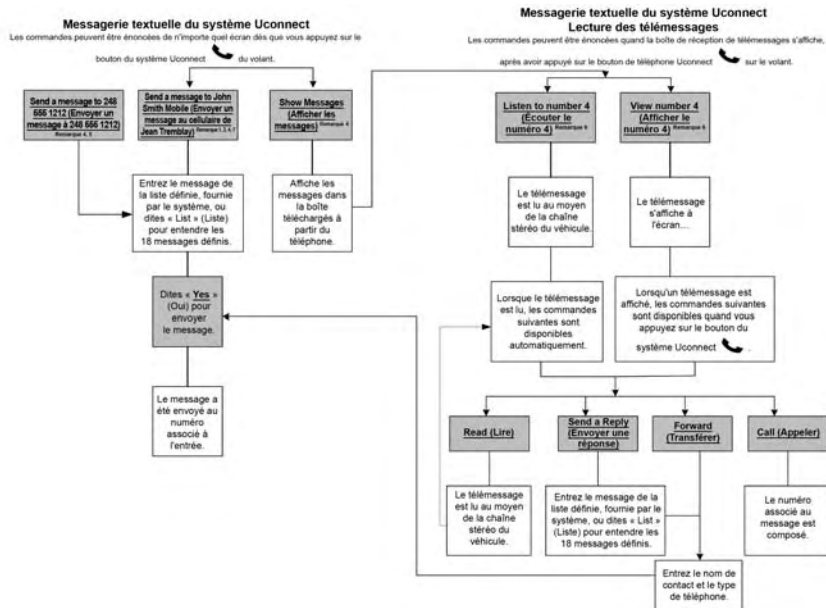 Messagerie textuelle du système Uconnect
Les commandes peuvent être énoncées de n'importe quel écran dès que vous appuyez sur le
bouton du système Uconnect du volant.
Send a message to 248
555 1212 (Envoyer un
message à 248 555 1212)
Remarque 4, 5
Send a message to John
Smith Mobile (Envoyer un
message au cellulaire de
Jean Tremblay)
Show Messages
(Afficher les
messages) Remarque 4
Entrez le message de
la liste définie, fournie
par le système, ou
dites « List » (Liste)
pour entendre les
18 messages définis.
Affiche les
messages dans
la boîte
téléchargés à
partir du
téléphone.
Dites « Yes »
(Oui) pour
envoyer
le message.
Le message a
été envoyé au
numéro
associé à
l'entrée.
Messagerie textuelle du système Uconnect
Lecture des télémessages
Les commandes peuvent être énoncées quand la boîte de réception de télémessages s'affiche,
après avoir appuyé sur le bouton de téléphone Uconnect sur le volant.
Listen to number 4
(Écouter le
numéro 4) Remarque 6
View number 4
(Afficher le
numéro 4) Remarque 6
Le télémessage
est lu au moyen
de la chaîne
stéréo du
véhicule.
Le télémessage
s'affiche à
l'écran…
Lorsque le télémessage
est lu, les commandes
suivantes sont
disponibles
automatiquement.
Lorsqu'un télémessage est
affiché, les commandes suivantes
sont disponibles quand vous
appuyez sur le bouton du
système Uconnect .
Read (Lire)
Send a Reply
(Envoyer une
réponse)
Forward
(Transférer)
Call (Appeler)
Le télémessage
est lu au moyen
de la chaîne
stéréo du
véhicule.
Entrez le message de la
liste définie, fournie par le
système, ou dites « List »
(Liste) pour entendre les
18 messages définis.
Le numéro
associé au
message est
composé.
Entrez le nom de
contact et le type
de téléphone.